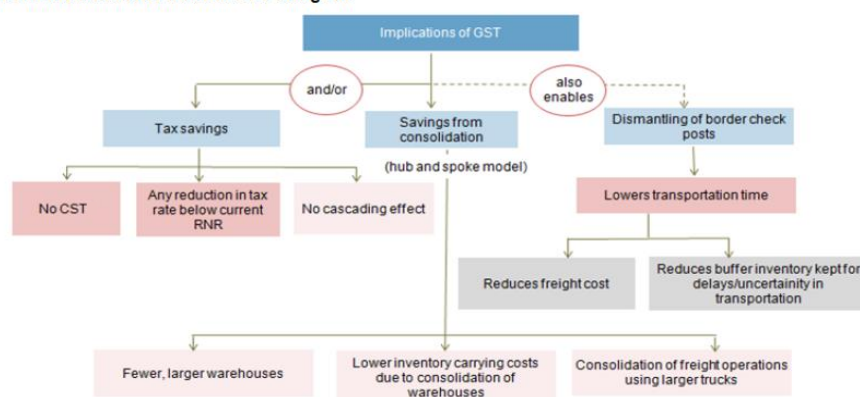 Implications of GST
and/or
also
enables
Tax savings
Savings from
consolidation
Dismantling of border check
posts
(hub and spoke model)
No CST
Any reduction in tax
rate below current
RNR
No cascading effect
Lowers transportation time
Reduces freight cost
Reduces buffer inventory kept for
delays/uncertainity in
transportation
Fewer, larger warehouses
Lower inventory carrying costs
due to consolidation of
warehouses
Consolidation of freight operations
using larger trucks